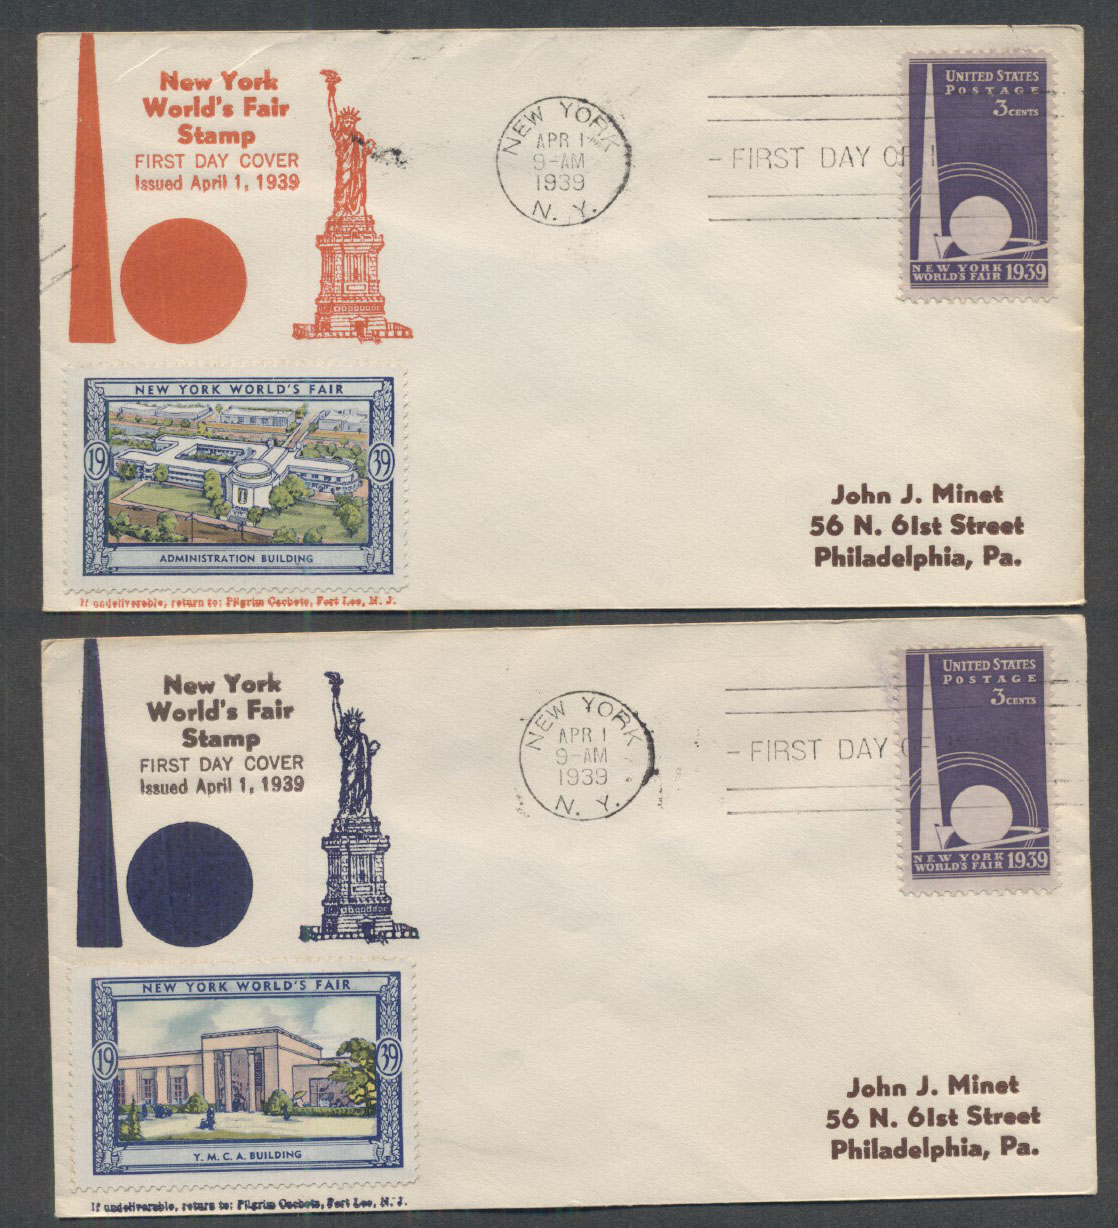 New York
World's Fair
Stamp
FIRST DAY COVER
Issued April 1, 1939
NEW YORK
APR 1
9-AM
1939
N. Y.
FIRST DAY OF
UNITED STATES
POSTAGE
3 CENTS
NEW YORK
WORLD'S FAIR 1939
NEW YORK WORLD'S FAIR
19 39
ADMINISTRATION BUILDING
John J. Minet
56 N. 61st Street
Philadelphia, Pa.
If undeliverable, return to: Pilgrim Cachets, Fort Lee, N. J.
New York
World's Fair
Stamp
FIRST DAY COVER
Issued April 1, 1939
NEW YORK
APR 1
9-AM
1939
N. Y.
FIRST DAY OF
UNITED STATES
POSTAGE
3 CENTS
NEW YORK
WORLD'S FAIR 1939
NEW YORK WORLD'S FAIR
19 39
Y. M. C. A. BUILDING
John J. Minet
56 N. 61st Street
Philadelphia, Pa.
If undeliverable, return to: Pilgrim Cachets, Fort Lee, N. J.